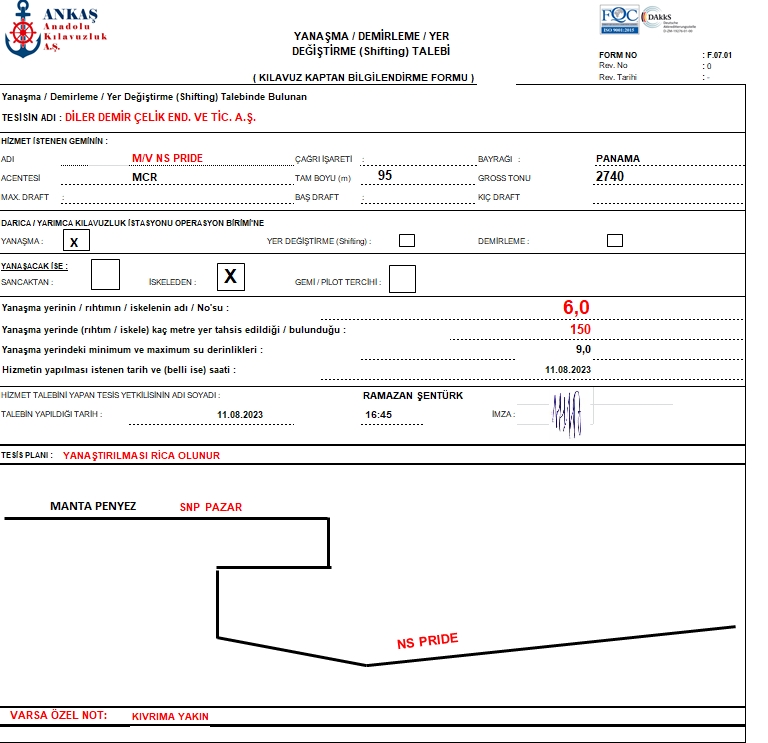 ANKAŞ
Anadolu
Kılavuzluk
A.Ş.
YANAŞMA / DEMİRLEME / YER
DEĞİŞTİRME (Shifting) TALEBİ
( KILAVUZ KAPTAN BİLGİLENDİRME FORMU )
FQC
ISO 9001:2015
DAkkS
FORM NO : F.07.01
Rev. No : 0
Rev. Tarihi : -
Yanaşma / Demirleme / Yer Değiştirme (Shifting) Talebinde Bulunan
TESİSİN ADI : DİLER DEMİR ÇELİK END. VE TİC. A.Ş.
HİZMET İSTENEN GEMİNİN :
ADI M/V NS PRIDE ÇAĞRI İŞARETİ : BAYRAĞI : PANAMA
ACENTESİ MCR TAM BOYU (m) 95 GROSS TONU 2740
MAX. DRAFT : BAŞ DRAFT : KIÇ DRAFT
DARICA / YARIMCA KILAVUZLUK İSTASYONU OPERASYON BİRİMİ'NE
YANAŞMA : X YER DEĞİŞTİRME (Shifting) : DEMİRLEME :
YANAŞACAK İSE :
SANCAKTAN : İSKELEDEN : X GEMİ / PİLOT TERCİHİ :
Yanaşma yerinin / rıhtımın / iskelenin adı / No'su : 6,0
Yanaşma yerinde (rıhtım / iskele) kaç metre yer tahsis edildiği / bulunduğu : 150
Yanaşma yerindeki minimum ve maximum su derinlikleri : 9,0
Hizmetin yapılması istenen tarih ve (belli ise) saati : 11.08.2023
HİZMET TALEBİNİ YAPAN TESİS YETKİLİSİNİN ADI SOYADI : RAMAZAN ŞENTÜRK
TALEBİN YAPILDIĞI TARİH : 11.08.2023 16:45 İMZA :
TESİS PLANI : YANAŞTIRILMASI RİCA OLUNUR
MANTA PENYEZ SNP PAZAR
NS PRIDE
VARSA ÖZEL NOT: KIVRIMA YAKIN